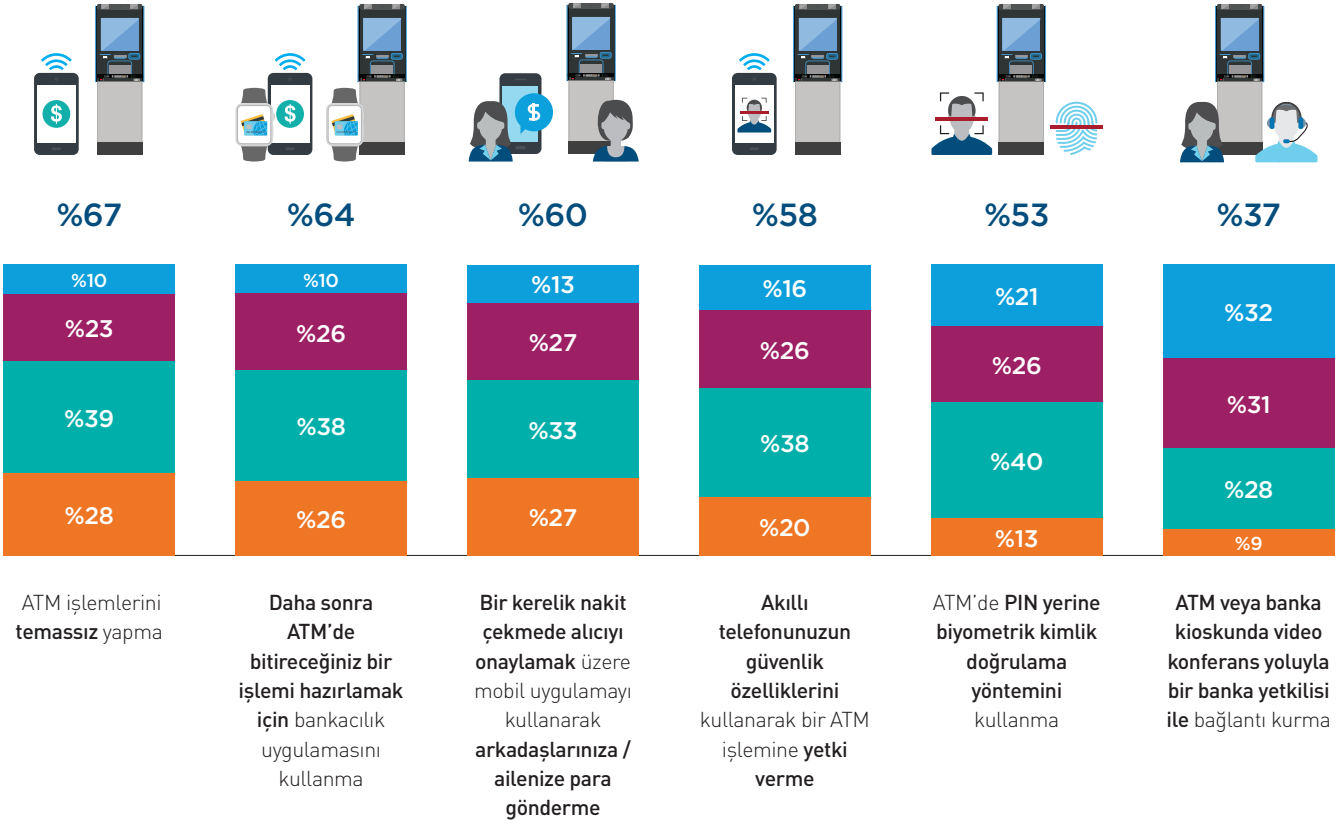 %67
%64
%60
%58
%53
%37
%10
%23
%39
%28
%10
%26
%38
%26
%13
%27
%33
%27
%16
%26
%38
%20
%21
%26
%40
%13
%32
%31
%28
%9
ATM işlemlerini
temassız yapma
Daha sonra
ATM’de
bitireceğiniz bir
işlemi hazırlamak
için bankacılık
uygulamasını
kullanma
Bir kerelik nakit
çekmede alıcıyı
onaylamak üzere
mobil uygulamayı
kullanarak
arkadaşlarınıza /
ailenize para
gönderme
Akıllı
telefonunuzun
güvenlik
özelliklerini
kullanarak bir ATM
işlemine yetki
verme
ATM’de PIN yerine
biyometrik kimlik
doğrulama
yöntemini
kullanma
ATM veya banka
kioskunda video
konferans yoluyla
bir banka yetkilisi
ile bağlantı kurma